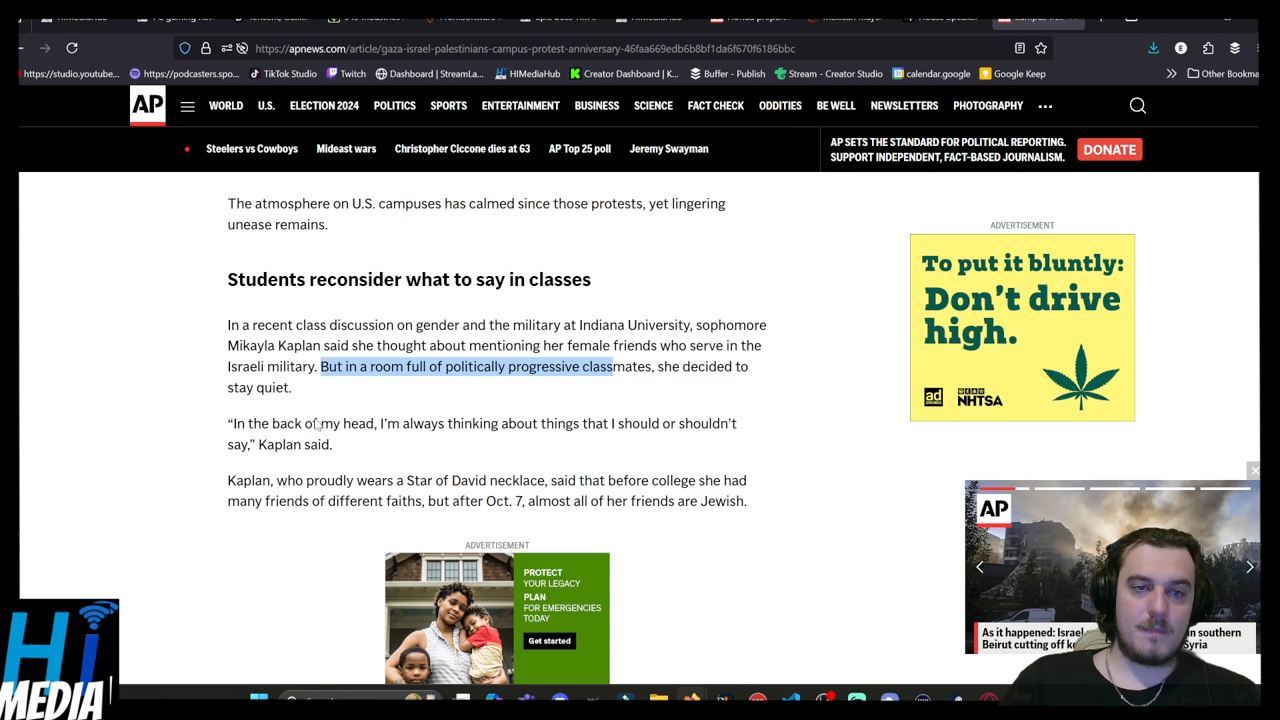 https://apnews.com/article/gaza-israel-palestinians-campus-protest-anniversary-46faa669edb6b8bf1da6f670f6186bbc
https://studio.youtube... https://podcasters.spo... TikTok Studio Twitch Dashboard | StreamLa... HIMediaHub Creator Dashboard | K... Buffer - Publish Stream - Creator Studio calendar.google Google Keep Other Bookma
AP WORLD U.S. ELECTION 2024 POLITICS SPORTS ENTERTAINMENT BUSINESS SCIENCE FACT CHECK ODDITIES BE WELL NEWSLETTERS PHOTOGRAPHY
Steelers vs Cowboys Mideast wars Christopher Ciccone dies at 63 AP Top 25 poll Jeremy Swayman
AP SETS THE STANDARD FOR POLITICAL REPORTING.
SUPPORT INDEPENDENT, FACT-BASED JOURNALISM.
DONATE
The atmosphere on U.S. campuses has calmed since those protests, yet lingering
unease remains.
Students reconsider what to say in classes
In a recent class discussion on gender and the military at Indiana University, sophomore
Mikayla Kaplan said she thought about mentioning her female friends who serve in the
Israeli military. But in a room full of politically progressive classmates, she decided to
stay quiet.
“In the back of my head, I’m always thinking about things that I should or shouldn’t
say,” Kaplan said.
Kaplan, who proudly wears a Star of David necklace, said that before college she had
many friends of different faiths, but after Oct. 7, almost all of her friends are Jewish.
ADVERTISEMENT
PROTECT
YOUR LEGACY
PLAN
FOR EMERGENCIES
TODAY
Get started
ADVERTISEMENT
To put it bluntly:
Don’t drive
high.
ad
COUNCIL
NHTSA
AP
As it happened: Israel
Beirut cutting off
in southern
Syria
Hi
MEDIA